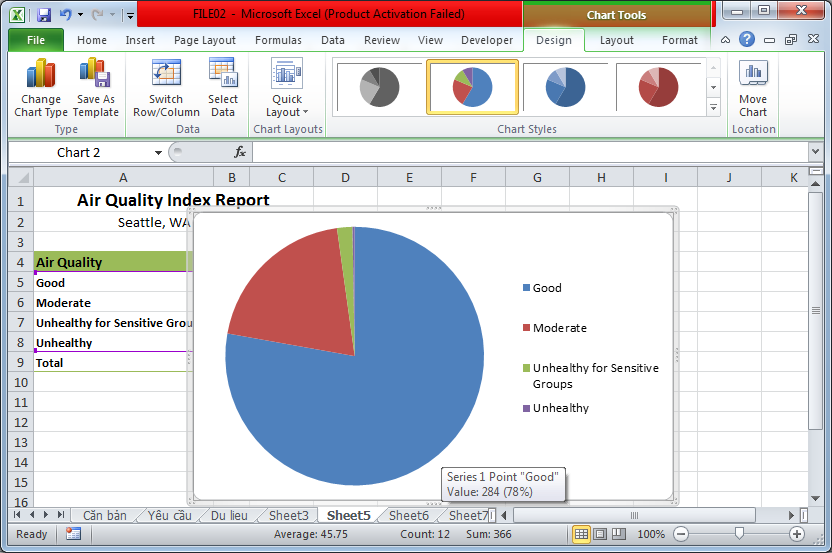 FILE02 - Microsoft Excel (Product Activation Failed)
Chart Tools
File Home Insert Page Layout Formulas Data Review View Developer Design Layout Format
Change Chart Type
Save As Template
Switch Row/Column
Select Data
Quick Layout
Move Chart
Type Data Chart Layouts Chart Styles Location
Chart 2 fx
A B C D E F G H I J K
1 Air Quality Index Report
2 Seattle, WA
3
4 Air Quality
5 Good
6 Moderate
7 Unhealthy for Sensitive Grou
8 Unhealthy
9 Total
10
11
12
13
14
15
16
Good
Moderate
Unhealthy for Sensitive
Groups
Unhealthy
Series 1 Point "Good"
Value: 284 (78%)
Căn bản Yêu cầu Du lieu Sheet3 Sheet5 Sheet6 Sheet7
Ready Average: 45.75 Count: 12 Sum: 366 100%